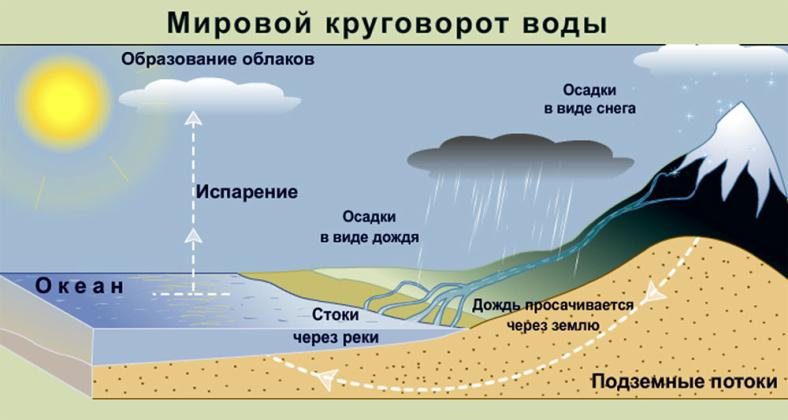 Мировой круговорот воды
Образование облаков
Осадки
в виде снега
Испарение
Осадки
в виде дождя
Океан
Стоки
через реки
Дождь просачивается
через землю
Подземные потоки